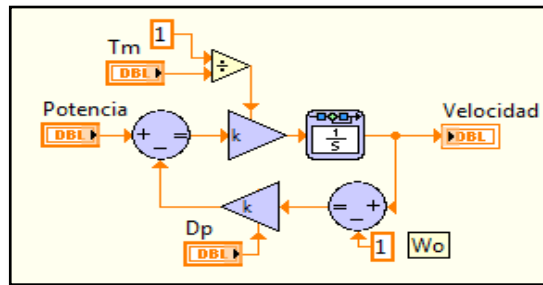 1
Tm
DBL
÷
Potencia
DBL
+ - =
k
1/s
Velocidad
DBL
k
= - +
Dp
DBL
1
Wo